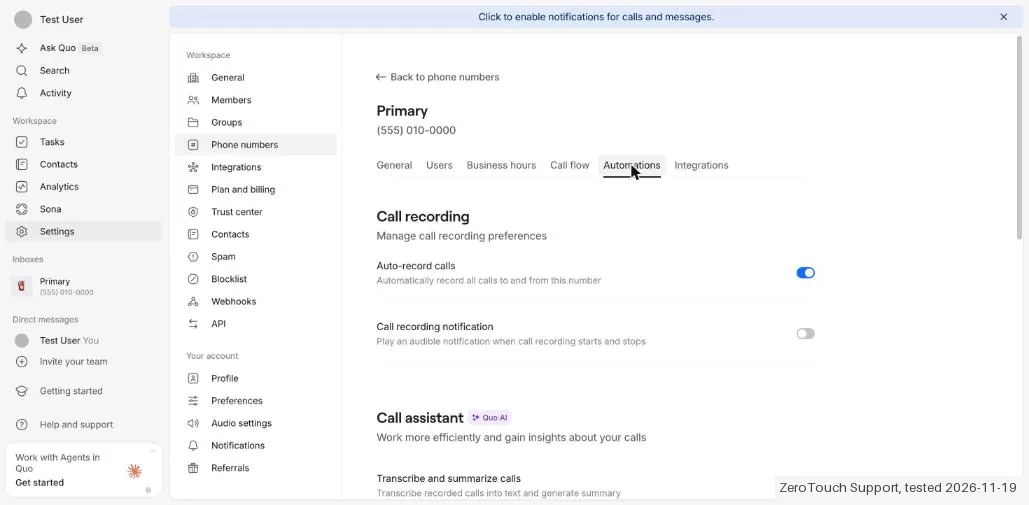 Test User
Ask Quo Beta
Search
Activity
Workspace
Tasks
Contacts
Analytics
Sona
Settings
Inboxes
Primary
(555) 010-0000
Direct messages
Test User You
Invite your team
Getting started
Help and support
Work with Agents in
Quo
Get started
Click to enable notifications for calls and messages.
Workspace
General
Members
Groups
Phone numbers
Integrations
Plan and billing
Trust center
Contacts
Spam
Blocklist
Webhooks
API
Your account
Profile
Preferences
Audio settings
Notifications
Referrals
Back to phone numbers
Primary
(555) 010-0000
General Users Business hours Call flow Automations Integrations
Call recording
Manage call recording preferences
Auto-record calls
Automatically record all calls to and from this number
Call recording notification
Play an audible notification when call recording starts and stops
Call assistant Quo AI
Work more efficiently and gain insights about your calls
Transcribe and summarize calls
Transcribe recorded calls into text and generate summary
ZeroTouch Support, tested 2026-11-19